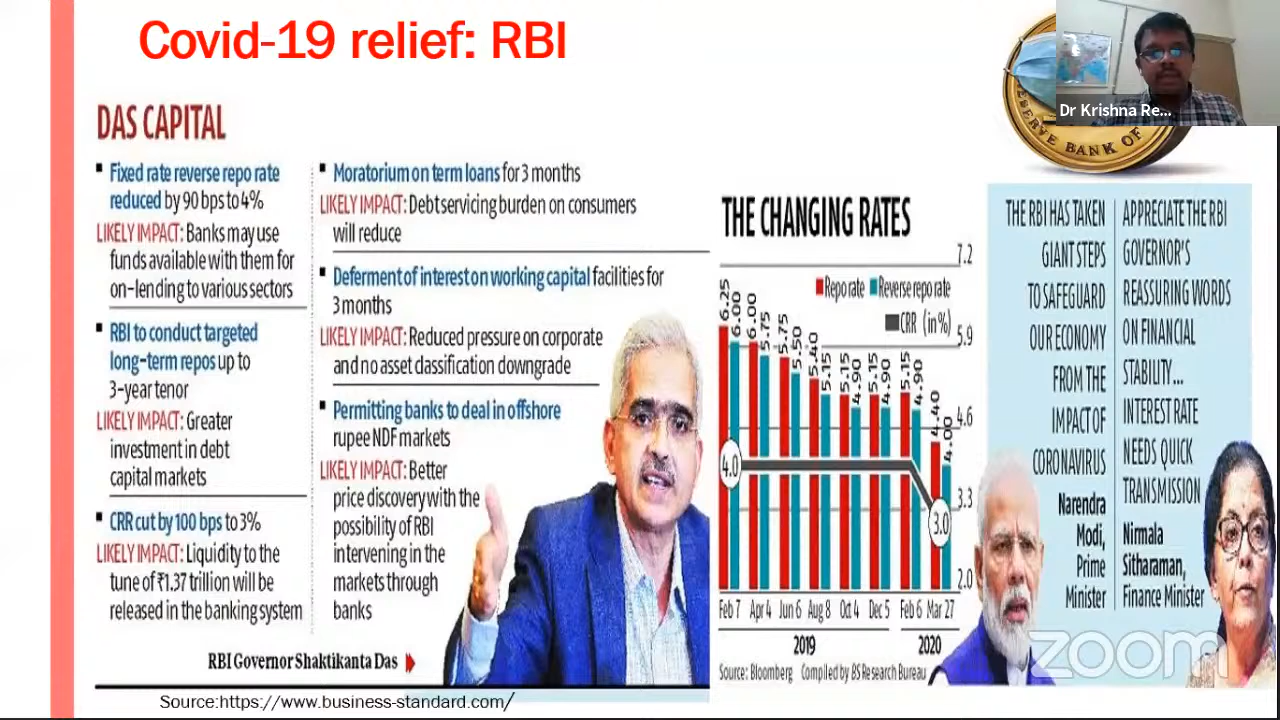 Covid-19 relief: RBI
Dr Krishna Re...
ERVE BANK OF
DAS CAPITAL
▪ Fixed rate reverse repo rate
reduced by 90 bps to 4%
LIKELY IMPACT: Banks may use
funds available with them for
on-lending to various sectors
▪ RBI to conduct targeted
long-term repos up to
3-year tenor
LIKELY IMPACT: Greater
investment in debt
capital markets
▪ CRR cut by 100 bps to 3%
LIKELY IMPACT: Liquidity to the
tune of ₹1.37 trillion will be
released in the banking system
▪ Moratorium on term loans for 3 months
LIKELY IMPACT: Debt servicing burden on consumers
will reduce
▪ Deferment of interest on working capital facilities for
3 months
LIKELY IMPACT: Reduced pressure on corporate
and no asset classification downgrade
▪ Permitting banks to deal in offshore
rupee NDF markets
LIKELY IMPACT: Better
price discovery with the
possibility of RBI
intervening in the
markets through
banks
RBI Governor Shaktikanta Das
THE CHANGING RATES
Repo rate Reverse repo rate
CRR (in %)
7.2
5.9
4.6
3.3
2.0
6.25 6.00 6.00 5.75 5.75 5.50 5.40 5.15 5.15 4.90 5.15 4.90 5.15 4.90 4.40 4.00
4.0
3.0
Feb 7 Apr 4 Jun 6 Aug 8 Oct 4 Dec 5 Feb 6 Mar 27
2019 2020
Source: Bloomberg Compiled by BS Research Bureau
THE RBI HAS TAKEN
GIANT STEPS
TO SAFEGUARD
OUR ECONOMY
FROM THE
IMPACT OF
CORONAVIRUS
Narendra
Modi,
Prime
Minister
APPRECIATE THE RBI
GOVERNOR'S
REASSURING WORDS
ON FINANCIAL
STABILITY...
INTEREST RATE
NEEDS QUICK
TRANSMISSION
Nirmala
Sitharaman,
Finance Minister
zoom
Source:https://www.business-standard.com/